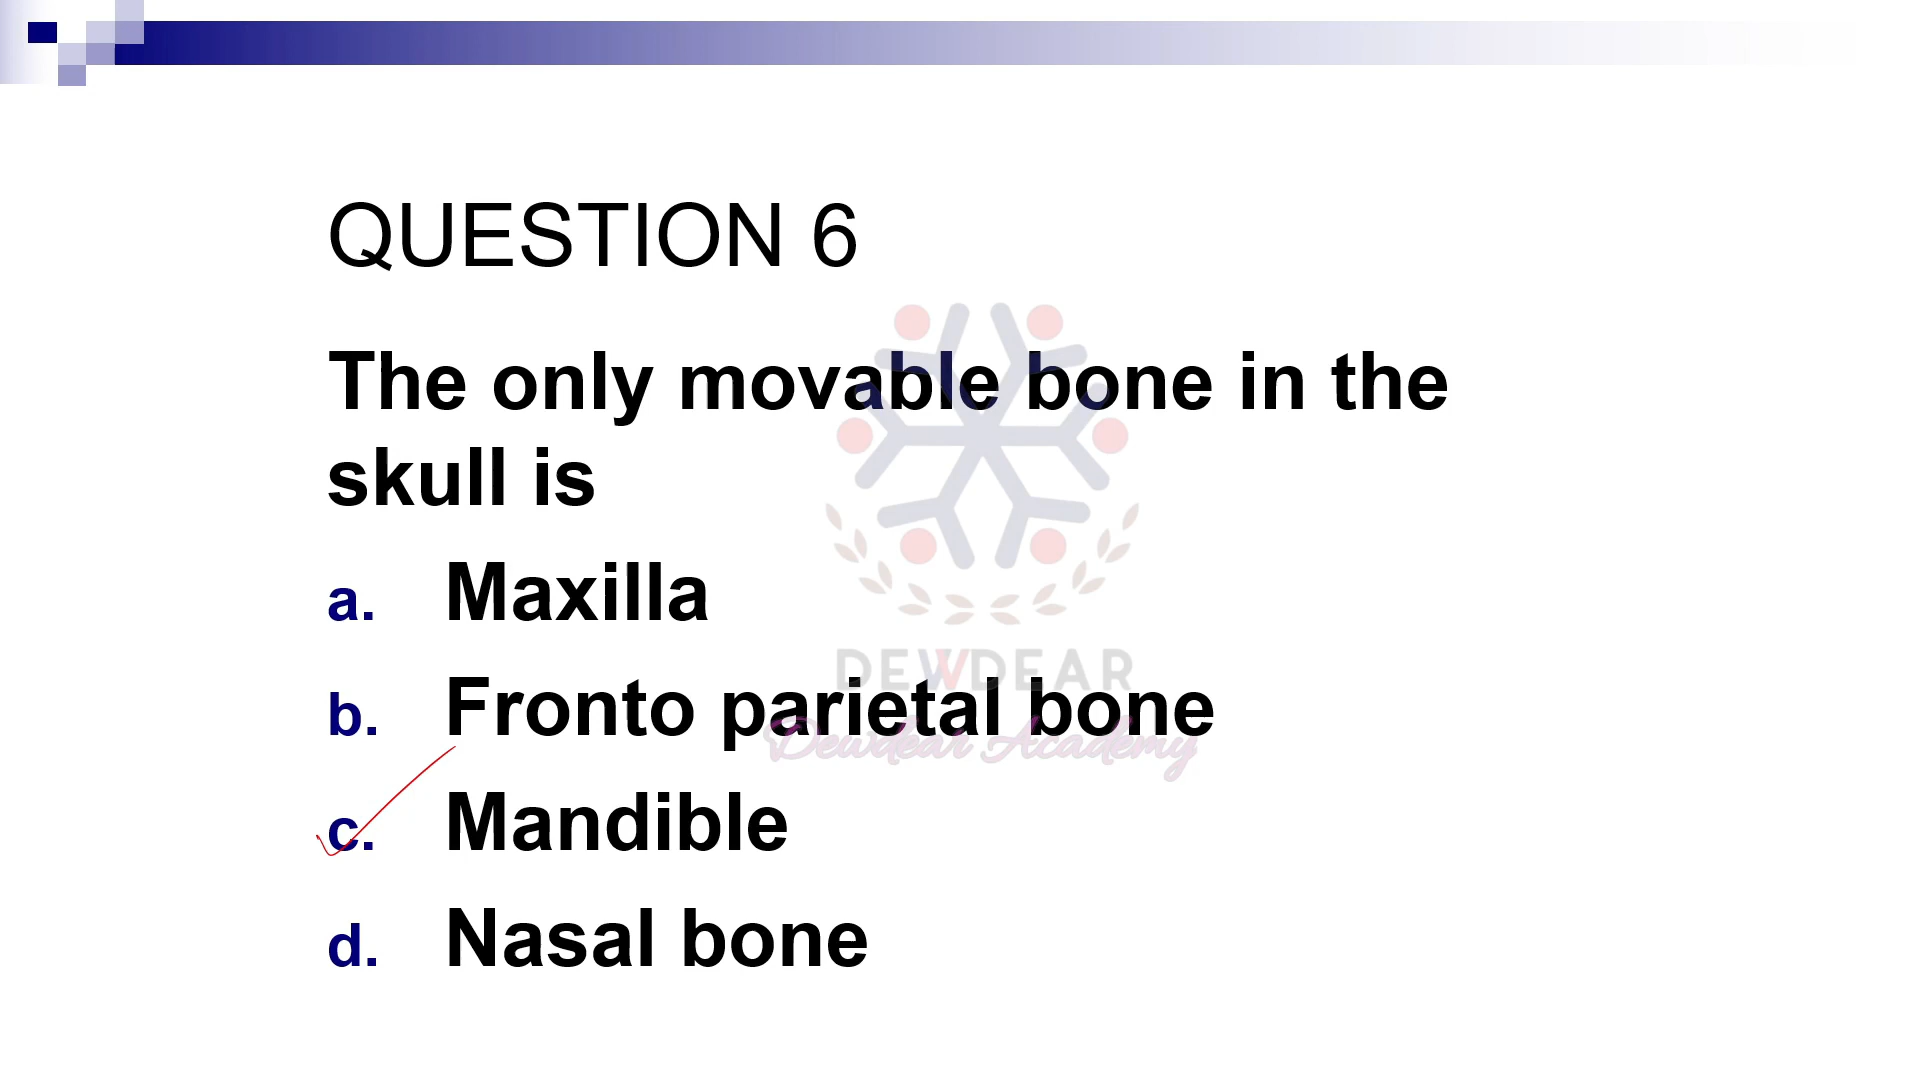 QUESTION 6
The only movable bone in the
skull is
a. Maxilla
DEWDEAR
b. Fronto parietal bone
Dewdear Academy
c. Mandible
d. Nasal bone